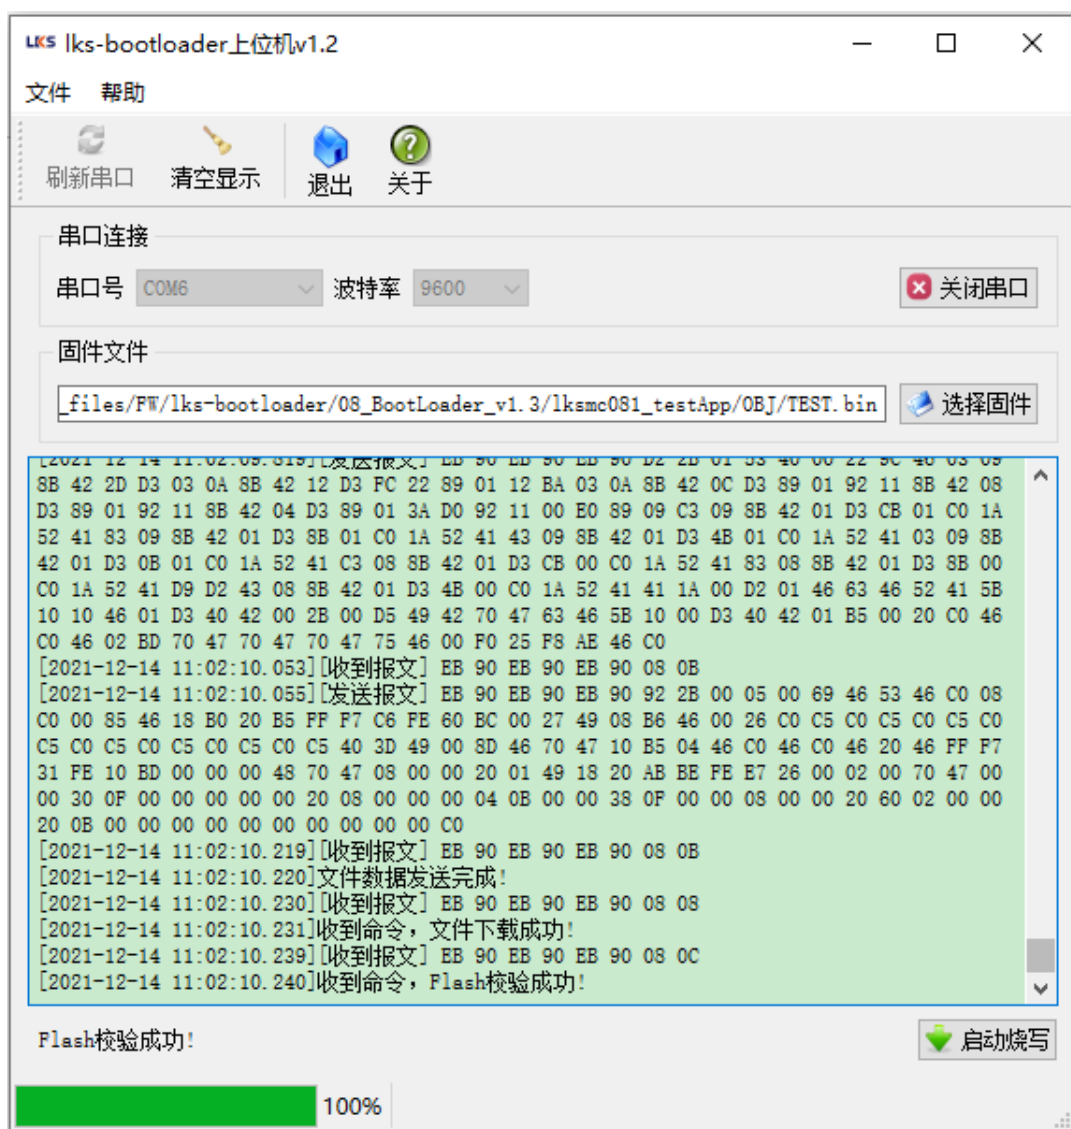 LKS lks-bootloader上位机v1.2
文件 帮助
刷新串口 清空显示 退出 关于
串口连接
串口号 COM6 波特率 9600 关闭串口
固件文件
_files/FW/lks-bootloader/08_BootLoader_v1.3/lksmc081_testApp/OBJ/TEST.bin 选择固件
[2021-12-14 11:02:09.819][发送报文] EB 90 EB 90 EB 90 D2 2B 01 53 40 00 22 9C 46 03 09
8B 42 2D D3 03 0A 8B 42 12 D3 FC 22 89 01 12 BA 03 0A 8B 42 0C D3 89 01 92 11 8B 42 08
D3 89 01 92 11 8B 42 04 D3 89 01 3A D0 92 11 00 E0 89 09 C3 09 8B 42 01 D3 CB 01 C0 1A
52 41 83 09 8B 42 01 D3 8B 01 C0 1A 52 41 43 09 8B 42 01 D3 4B 01 C0 1A 52 41 03 09 8B
42 01 D3 0B 01 C0 1A 52 41 C3 08 8B 42 01 D3 CB 00 C0 1A 52 41 83 08 8B 42 01 D3 8B 00
C0 1A 52 41 D9 D2 43 08 8B 42 01 D3 4B 00 C0 1A 52 41 41 1A 00 D2 01 46 63 46 52 41 5B
10 10 46 01 D3 40 42 00 2B 00 D5 49 42 70 47 63 46 5B 10 00 D3 40 42 01 B5 00 20 C0 46
C0 46 02 BD 70 47 70 47 70 47 75 46 00 F0 25 F8 AE 46 C0
[2021-12-14 11:02:10.053][收到报文] EB 90 EB 90 EB 90 08 0B
[2021-12-14 11:02:10.055][发送报文] EB 90 EB 90 EB 90 92 2B 00 05 00 69 46 53 46 C0 08
C0 00 85 46 18 B0 20 B5 FF F7 C6 FE 60 BC 00 27 49 08 B6 46 00 26 C0 C5 C0 C5 C0 C5 C0
C5 C0 C5 C0 C5 C0 C5 C0 C5 40 3D 49 00 8D 46 70 47 10 B5 04 46 C0 46 C0 46 20 46 FF F7
31 FE 10 BD 00 00 00 48 70 47 08 00 00 20 01 49 18 20 AB BE FE E7 26 00 02 00 70 47 00
00 30 0F 00 00 00 00 00 20 08 00 00 00 04 0B 00 00 38 0F 00 00 08 00 00 20 60 02 00 00
20 0B 00 00 00 00 00 00 00 00 00 00 C0
[2021-12-14 11:02:10.219][收到报文] EB 90 EB 90 EB 90 08 0B
[2021-12-14 11:02:10.220]文件数据发送完成!
[2021-12-14 11:02:10.230][收到报文] EB 90 EB 90 EB 90 08 08
[2021-12-14 11:02:10.231]收到命令，文件下载成功!
[2021-12-14 11:02:10.239][收到报文] EB 90 EB 90 EB 90 08 0C
[2021-12-14 11:02:10.240]收到命令，Flash校验成功!
Flash校验成功! 启动烧写
100%